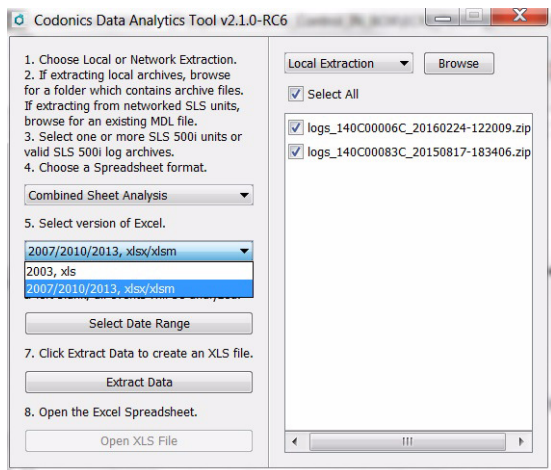 Codonics Data Analytics Tool v2.1.0-RC6
1. Choose Local or Network Extraction.
2. If extracting local archives, browse
for a folder which contains archive files.
If extracting from networked SLS units,
browse for an existing MDL file.
3. Select one or more SLS 500i units or
valid SLS 500i log archives.
4. Choose a Spreadsheet format.
Combined Sheet Analysis
5. Select version of Excel.
2007/2010/2013, xlsx/xlsm
2003, xls
2007/2010/2013, xlsx/xlsm
Select Date Range
7. Click Extract Data to create an XLS file.
Extract Data
8. Open the Excel Spreadsheet.
Open XLS File
Local Extraction
Browse
Select All
logs_140C00006C_20160224-122009.zip
logs_140C00083C_20150817-183406.zip